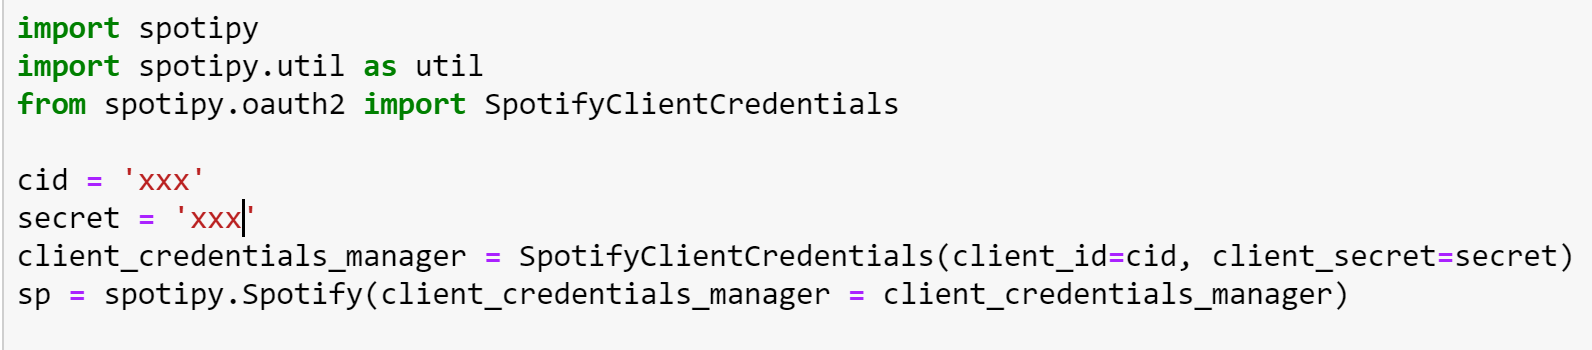 import spotipy
import spotipy.util as util
from spotipy.oauth2 import SpotifyClientCredentials
cid = 'xxx'
secret = 'xxx'
client_credentials_manager = SpotifyClientCredentials(client_id=cid, client_secret=secret)
sp = spotipy.Spotify(client_credentials_manager = client_credentials_manager)